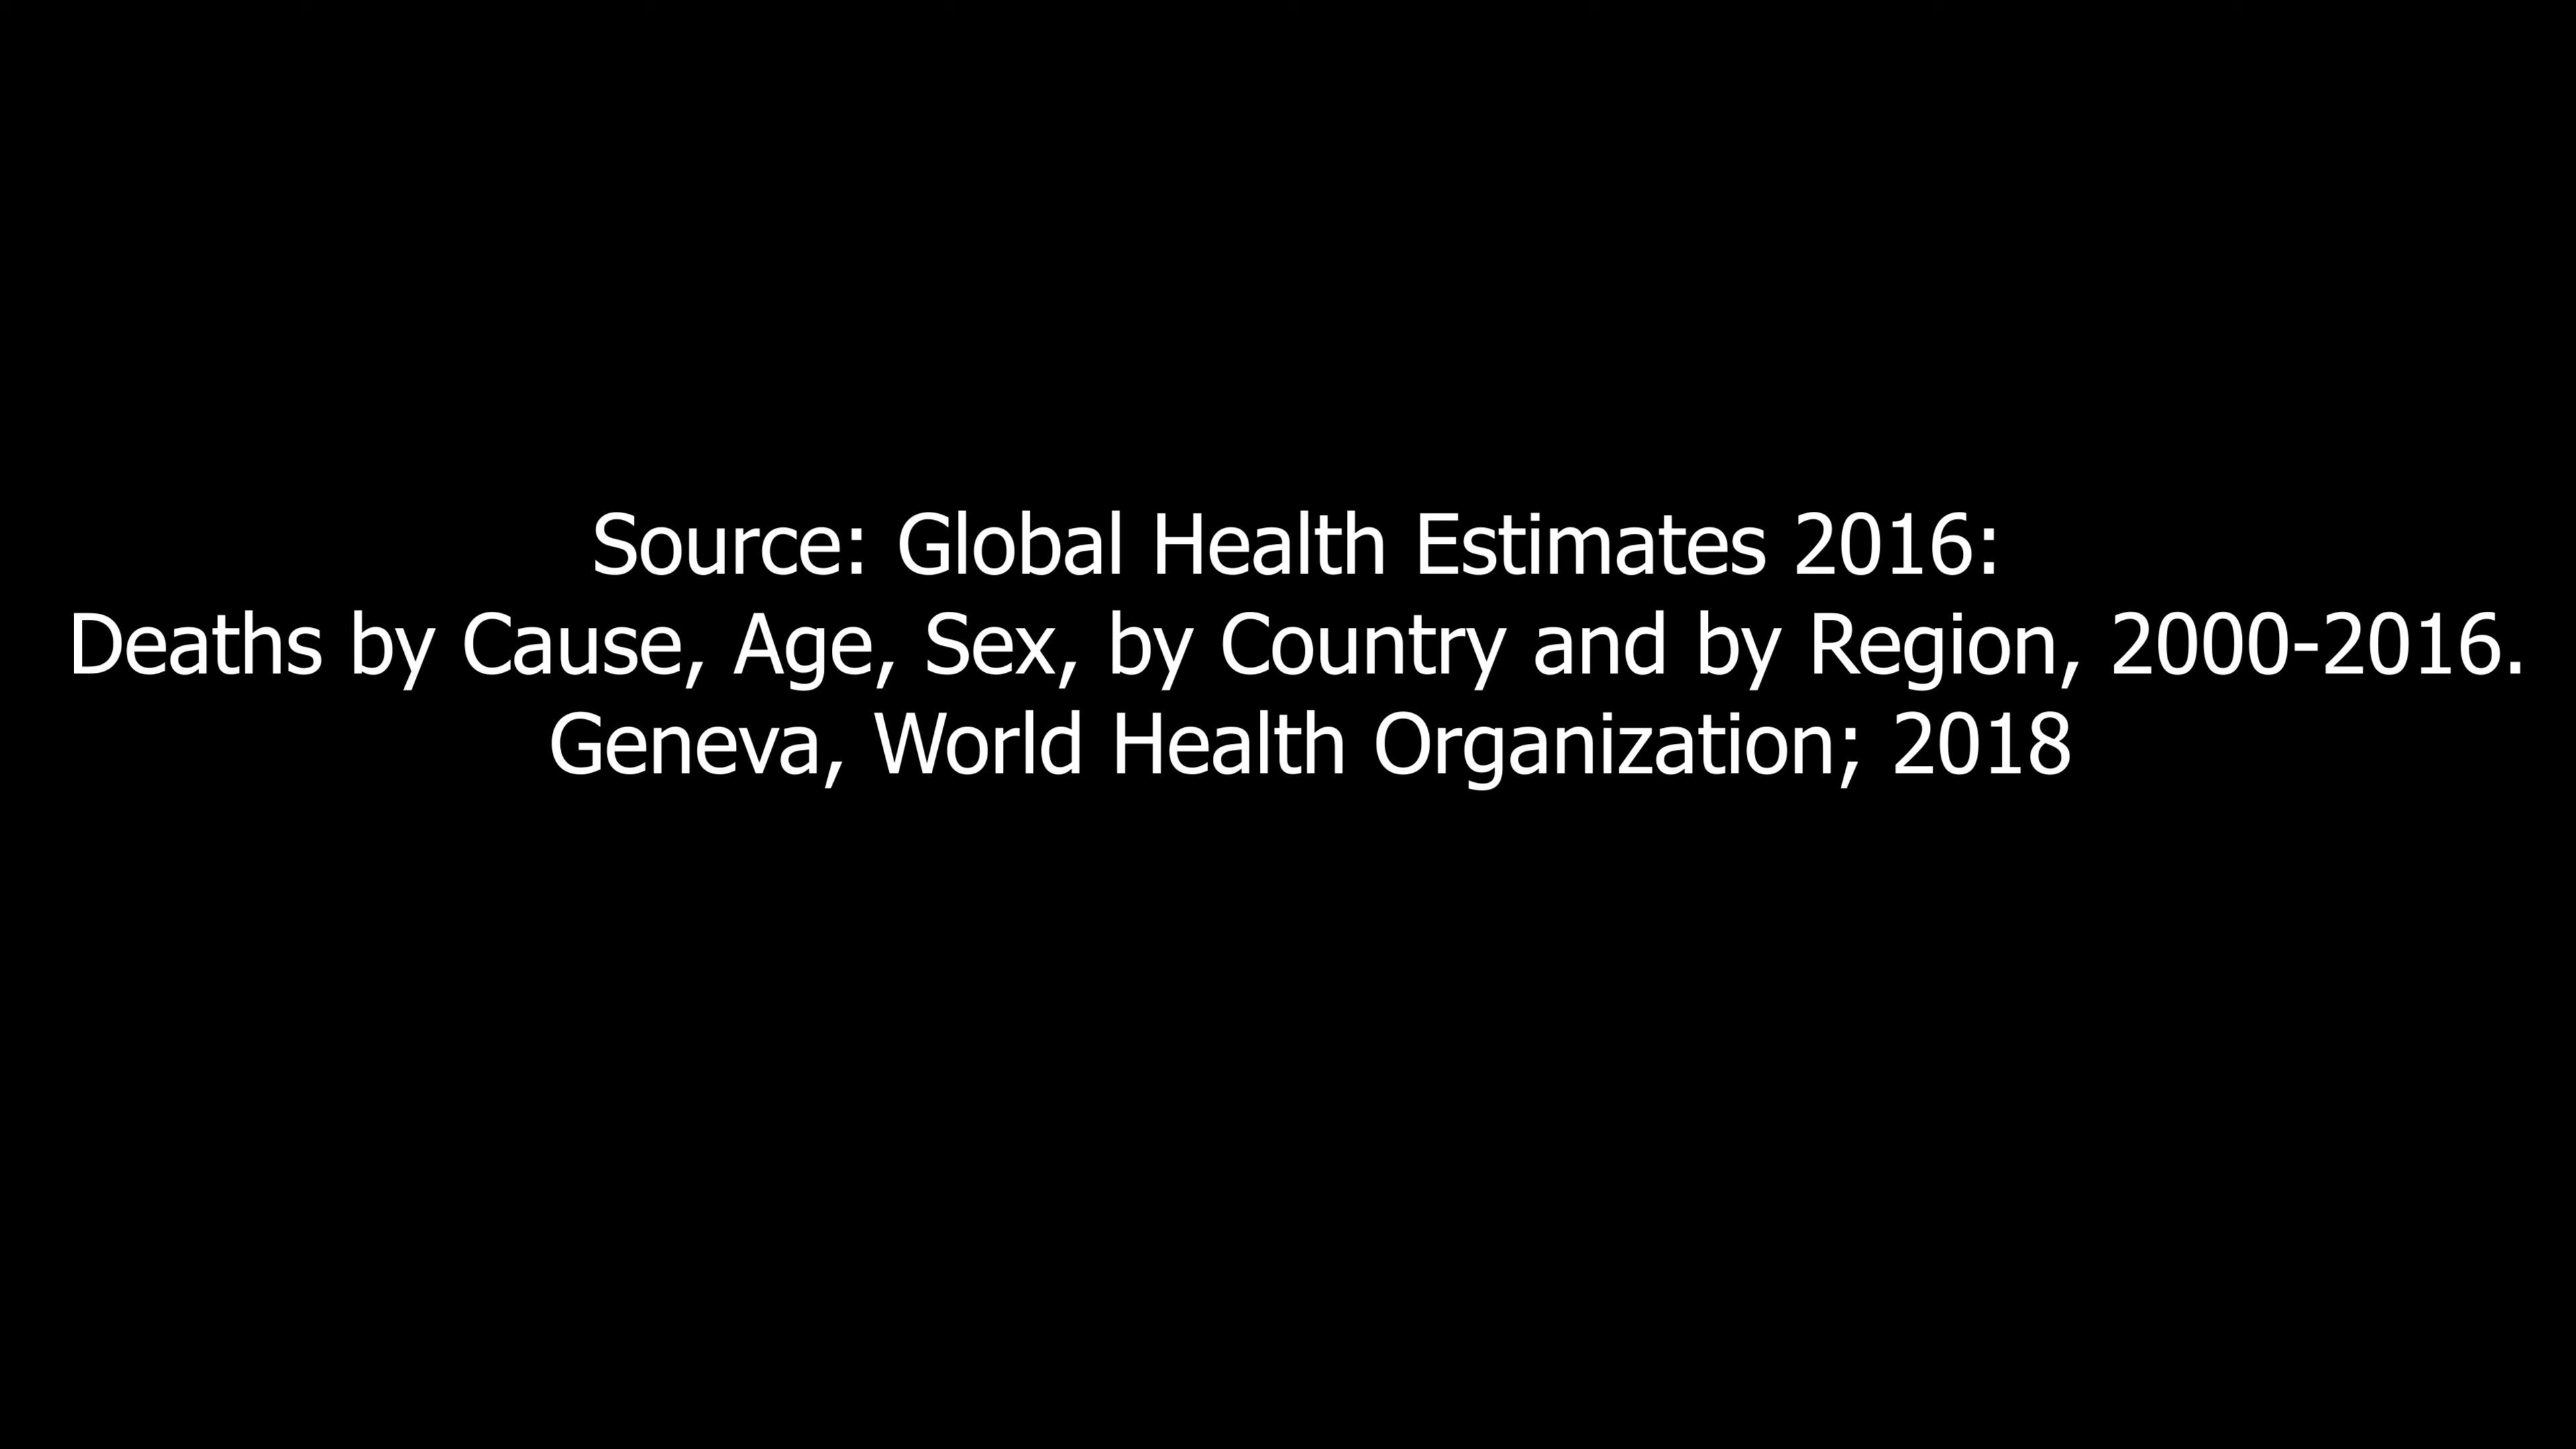 Source: Global Health Estimates 2016:
Deaths by Cause, Age, Sex, by Country and by Region, 2000-2016.
Geneva, World Health Organization; 2018